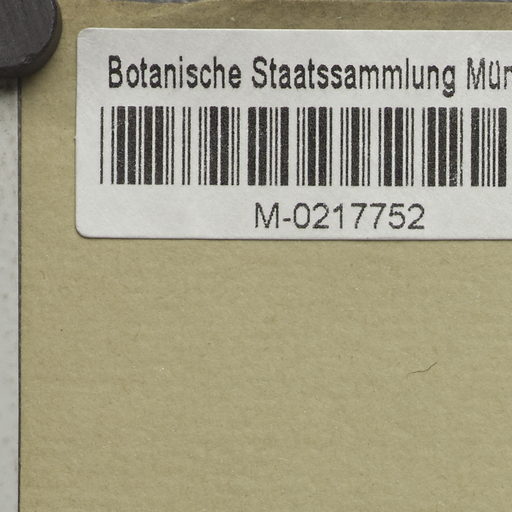 Botanische Staatssammlung Mün
M-0217752